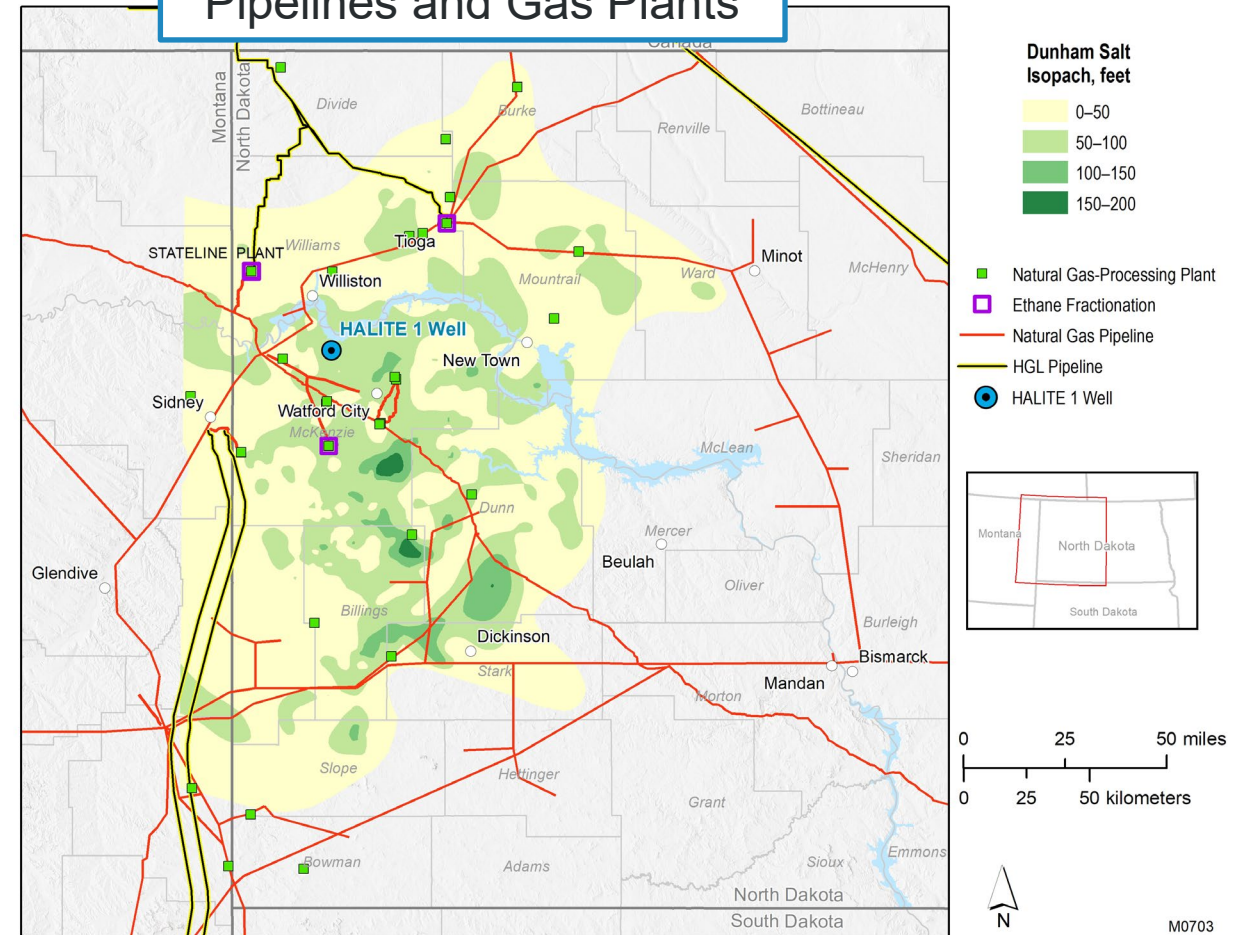 Pipelines and Gas Plants
Canada
Montana
North Dakota
Divide
Burke
Renville
Bottineau
STATELINE PLANT
Williams
Tioga
Williston
Mountrail
Ward
Minot
McHenry
HALITE 1 Well
New Town
Sidney
Watford City
McKenzie
McLean
Sheridan
Dunn
Mercer
Beulah
Glendive
Oliver
Billings
Burleigh
Dickinson
Stark
Bismarck
Mandan
Morton
Slope
Hettinger
Grant
Bowman
Adams
Sioux
Emmons
North Dakota
South Dakota
Dunham Salt
Isopach, feet
0–50
50–100
100–150
150–200
Natural Gas-Processing Plant
Ethane Fractionation
Natural Gas Pipeline
HGL Pipeline
HALITE 1 Well
Montana
North Dakota
South Dakota
0 25 50 miles
0 25 50 kilometers
N
M0703